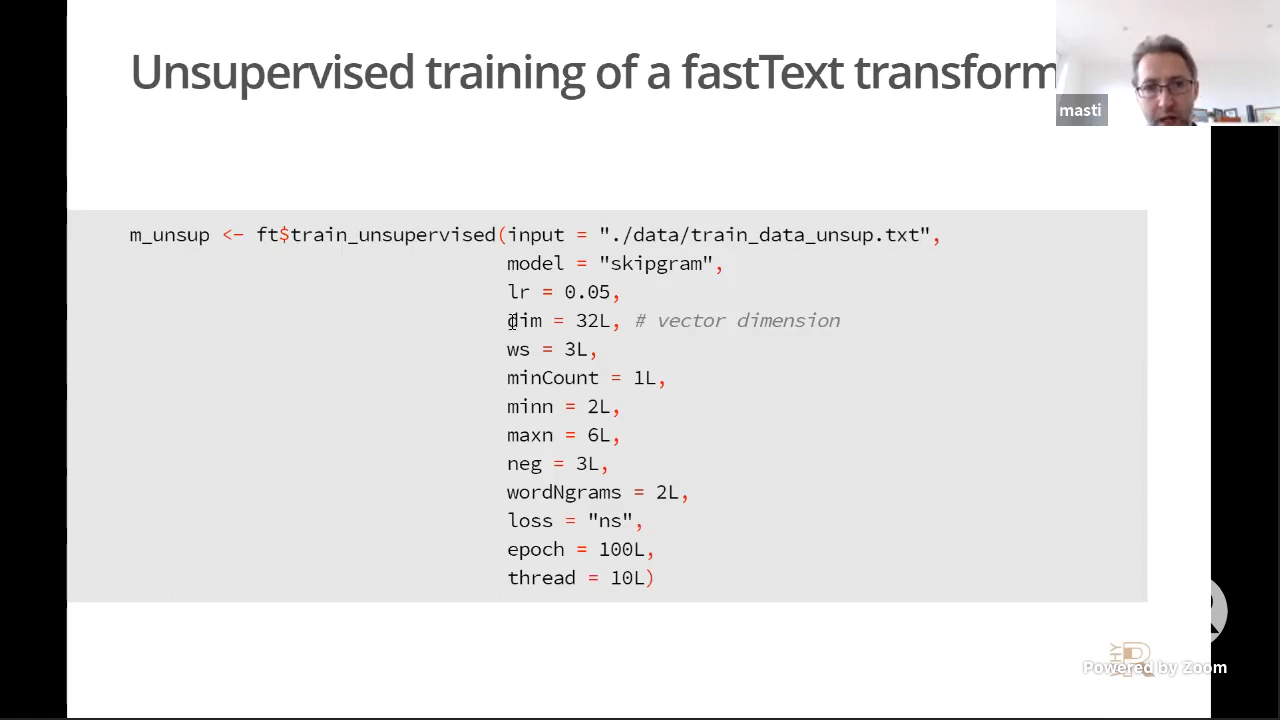 Unsupervised training of a fastText transform
masti
m_unsup <- ft$train_unsupervised(input = "./data/train_data_unsup.txt",
model = "skipgram",
lr = 0.05,
dim = 32L, # vector dimension
ws = 3L,
minCount = 1L,
minn = 2L,
maxn = 6L,
neg = 3L,
wordNgrams = 2L,
loss = "ns",
epoch = 100L,
thread = 10L)
WHY R
Powered by Zoom